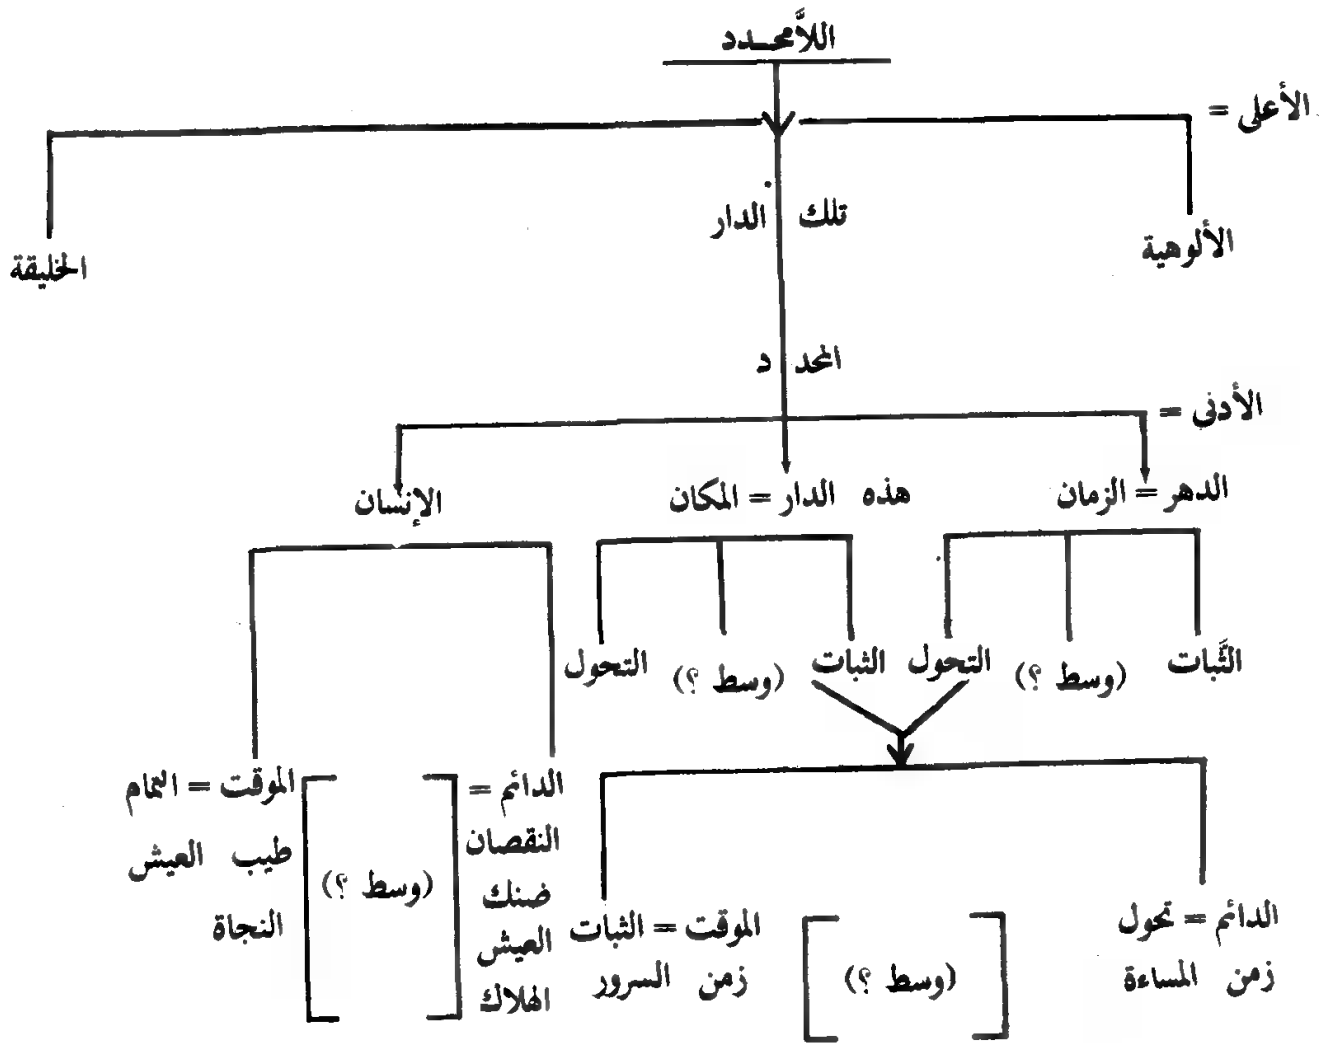 اللاَّمحدد
الأعلى =
تلك الدار
الألوهية
الخليقة
المحدد
الأدنى =
الدهر = الزمان
هذه الدار = المكان
الإنسان
الثَّبات
(وسط ؟)
التحول
الثبات
(وسط ؟)
التحول
الدائم =
النقصان
ضنك
العيش
الهلاك
(وسط ؟)
الموقت = التمام
طيب العيش
النجاة
الدائم = تحول
زمن المساءة
(وسط ؟)
الموقت = الثبات
زمن السرور